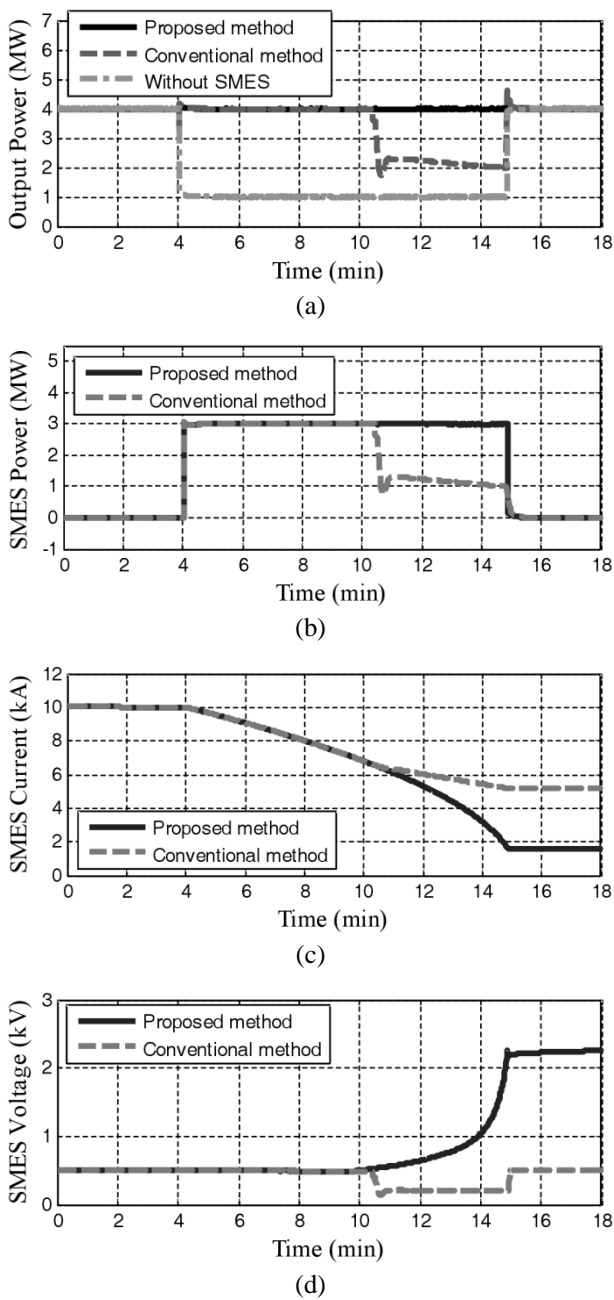 Output Power (MW)
7
6
5
4
3
2
1
0
Proposed method
Conventional method
Without SMES
0 2 4 6 8 10 12 14 16 18
Time (min)
(a)
SMES Power (MW)
5
4
3
2
1
0
-1
Proposed method
Conventional method
0 2 4 6 8 10 12 14 16 18
Time (min)
(b)
SMES Current (kA)
12
10
8
6
4
2
0
Proposed method
Conventional method
0 2 4 6 8 10 12 14 16 18
Time (min)
(c)
SMES Voltage (kV)
3
2
1
0
Proposed method
Conventional method
0 2 4 6 8 10 12 14 16 18
Time (min)
(d)